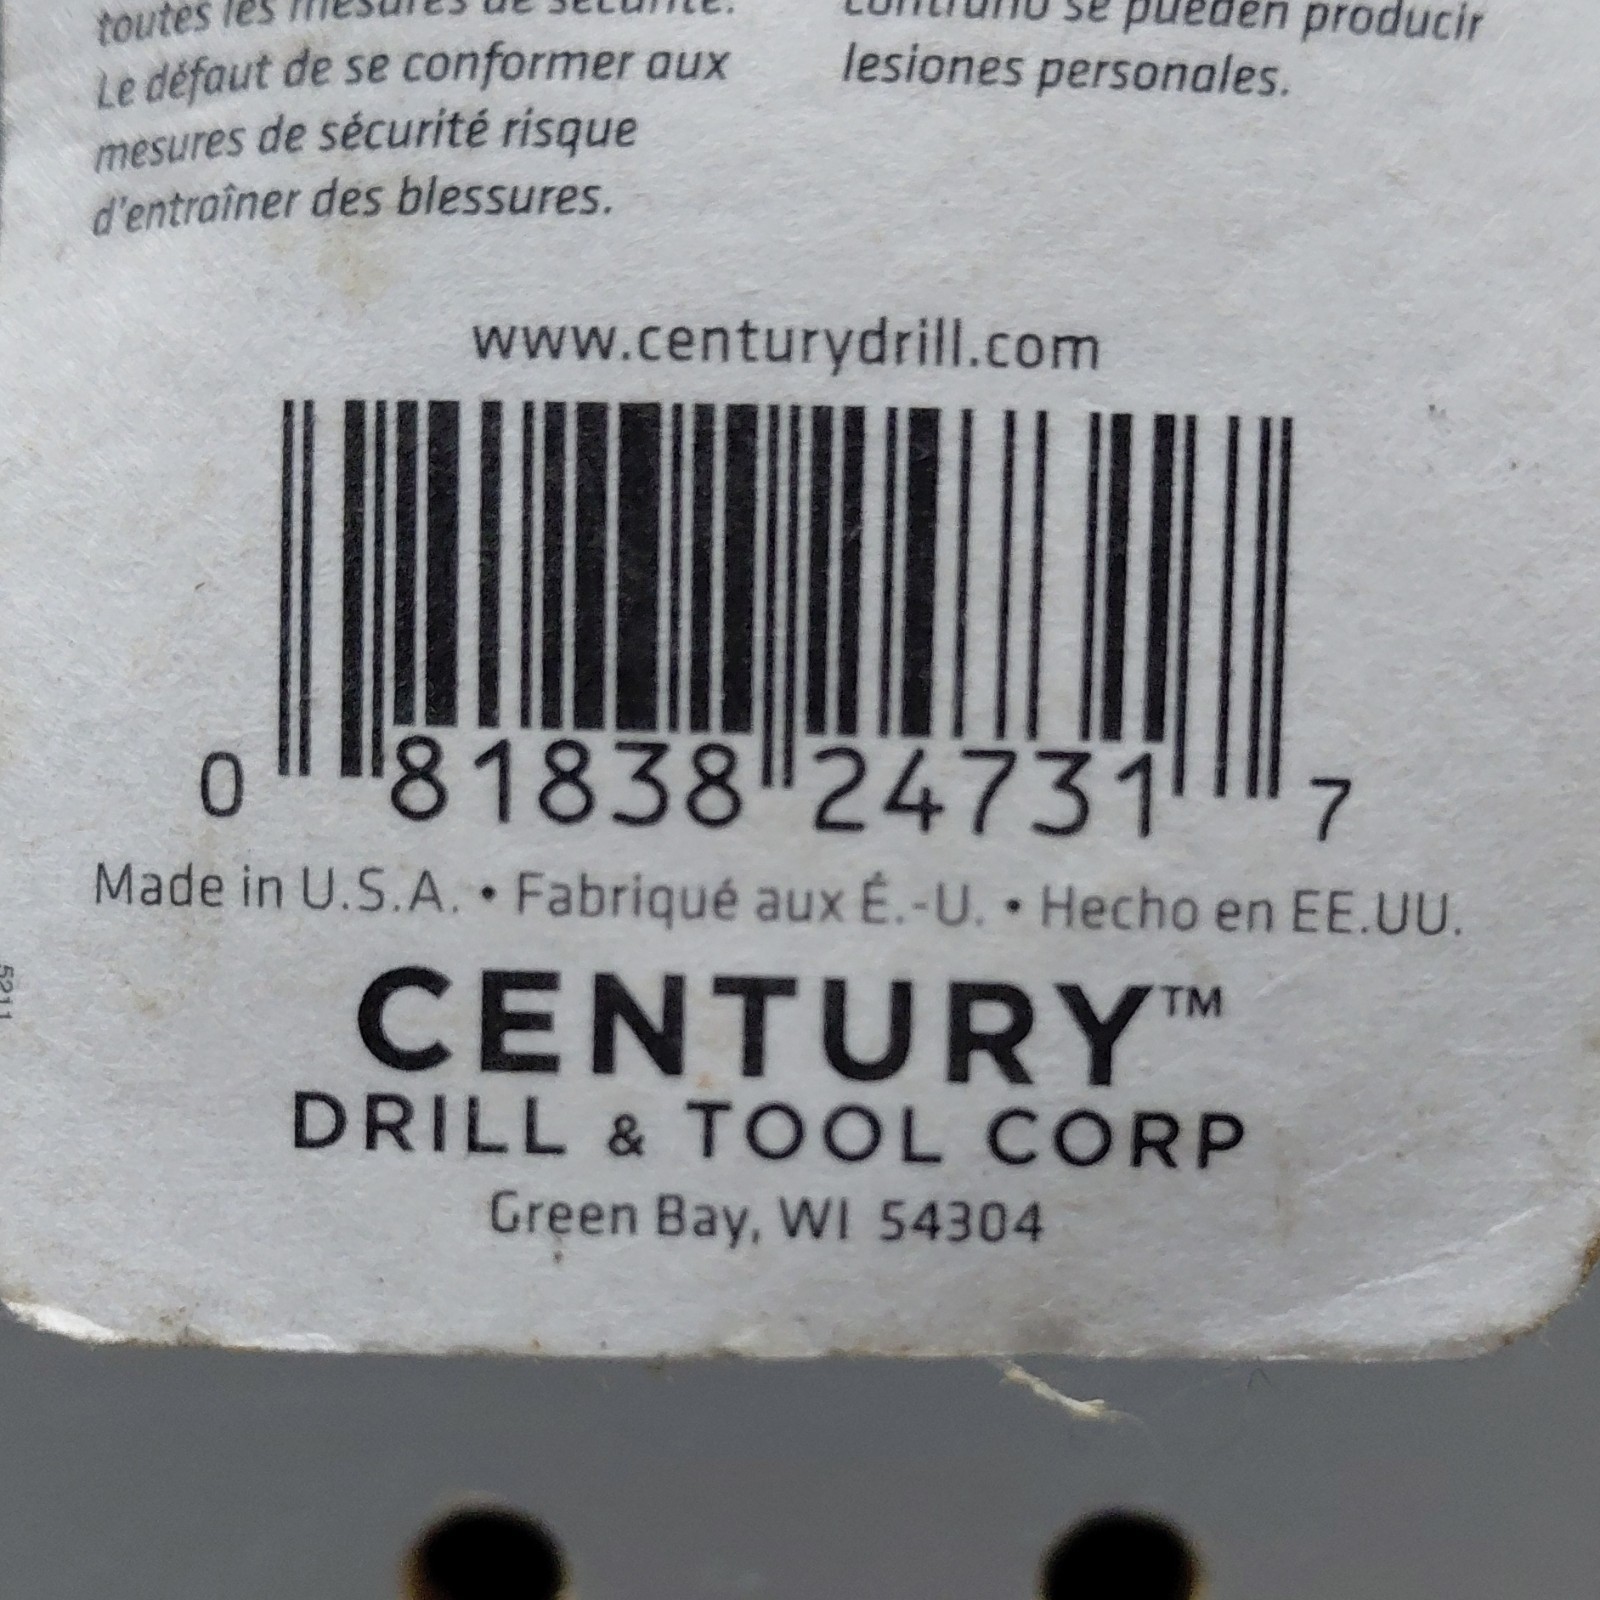 toutes les mesures de sécurité.
Le défaut de se conformer aux
mesures de sécurité risque
d'entraîner des blessures.
contrario se pueden producir
lesiones personales.
www.centurydrill.com
0 81838 24731 7
Made in U.S.A. • Fabriqué aux É.-U. • Hecho en EE.UU.
5211
CENTURY™
DRILL & TOOL CORP
Green Bay, WI 54304